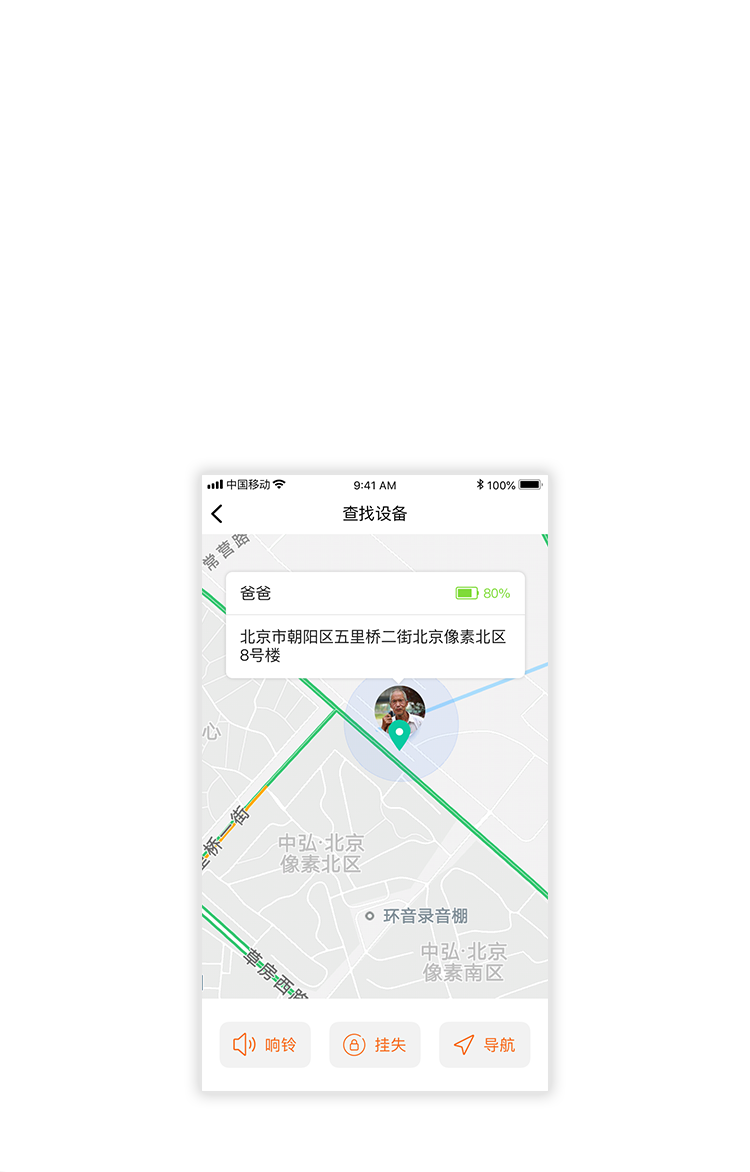 中国移动
9:41 AM
100%
查找设备
常营路
爸爸
80%
北京市朝阳区五里桥二街北京像素北区
8号楼
心
桥一街
中弘·北京
像素北区
环音录音棚
中弘·北京
像素南区
草房西路
响铃
挂失
导航